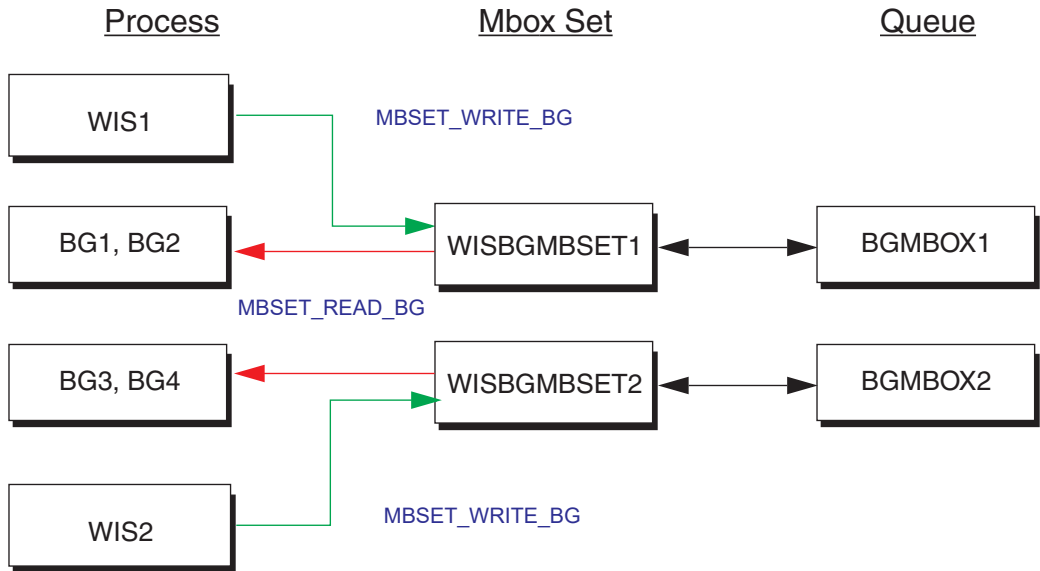 Process
Mbox Set
Queue
WIS1
MBSET_WRITE_BG
BG1, BG2
WISBGMBSET1
BGMBOX1
MBSET_READ_BG
BG3, BG4
WISBGMBSET2
BGMBOX2
WIS2
MBSET_WRITE_BG